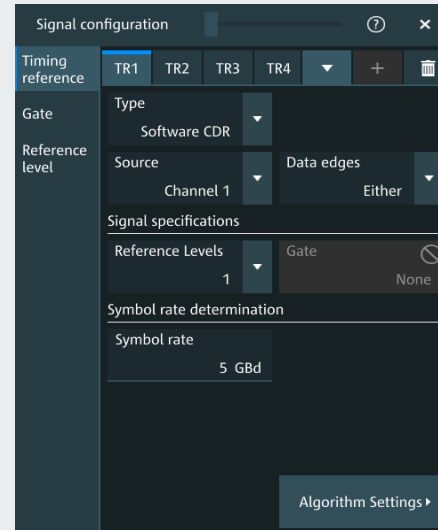 Signal configuration
Timing reference
Gate
Reference level
TR1 TR2 TR3 TR4
Type
Software CDR
Source
Channel 1
Data edges
Either
Signal specifications
Reference Levels
1
Gate
None
Symbol rate determination
Symbol rate
5 GBd
Algorithm Settings